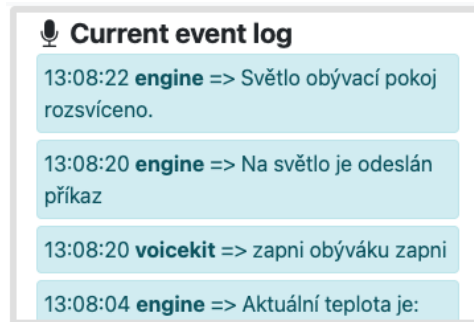 Current event log
13:08:22 engine => Světlo obývací pokoj
rozsvíceno.
13:08:20 engine => Na světlo je odeslán
příkaz
13:08:20 voicekit => zapni obýváku zapni
13:08:04 engine => Aktuální teplota je: